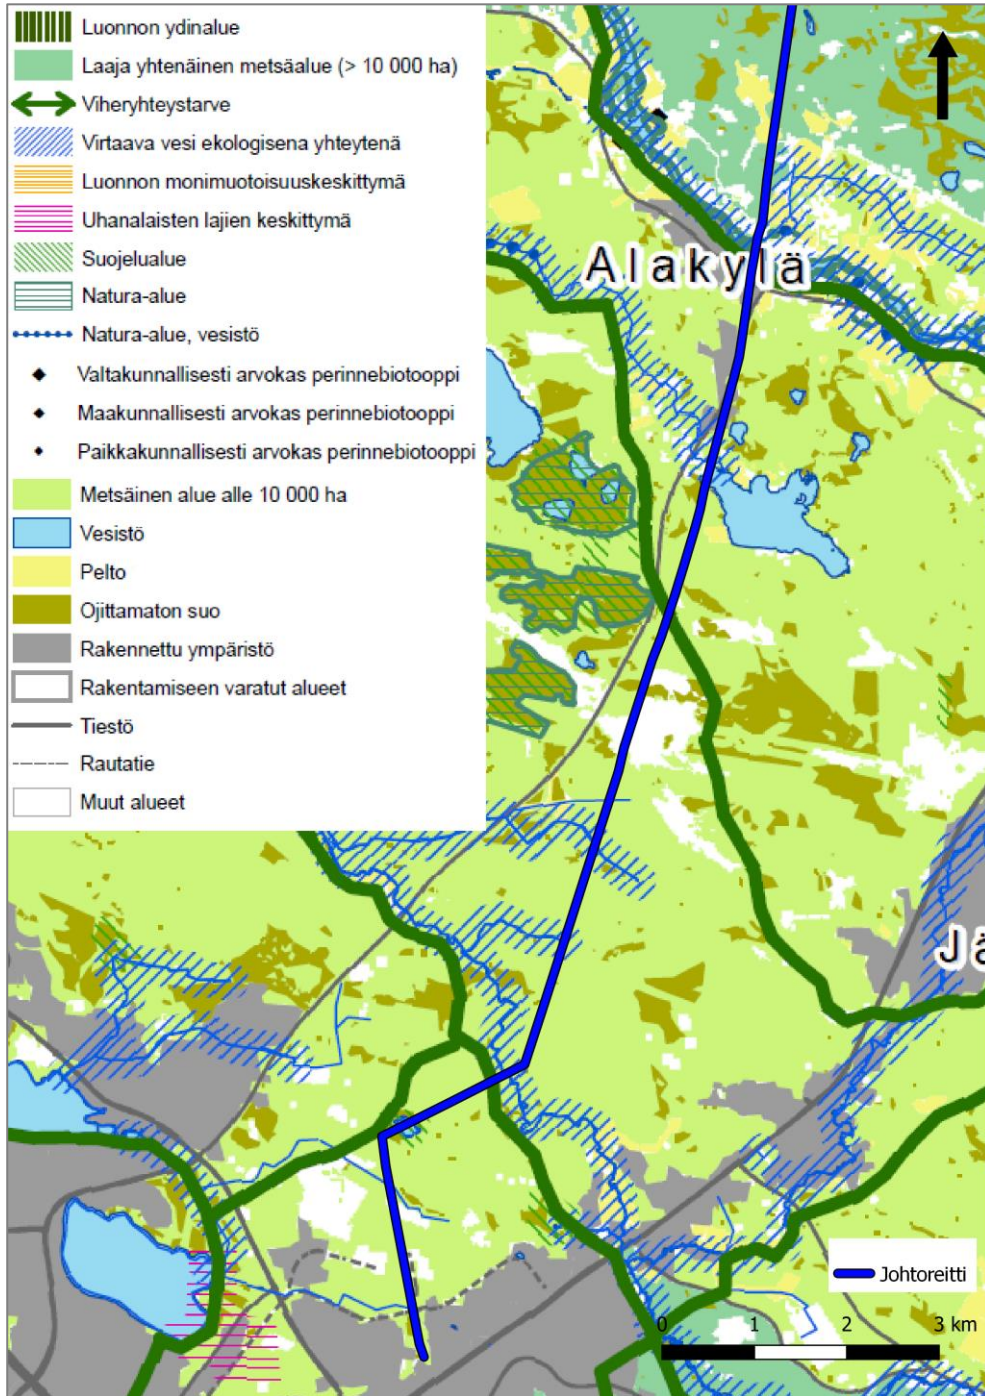 Luonnon ydinalue
Laaja yhtenäinen metsäalue (> 10 000 ha)
Viheryhteystarve
Virtaava vesi ekologisena yhteytenä
Luonnon monimuotoisuuskeskittymä
Uhanalaisten lajien keskittymä
Suojelualue
Natura-alue
Natura-alue, vesistö
Valtakunnallisesti arvokas perinnebiotooppi
Maakunnallisesti arvokas perinnebiotooppi
Paikkakunnallisesti arvokas perinnebiotooppi
Metsäinen alue alle 10 000 ha
Vesistö
Pelto
Ojittamaton suo
Rakennettu ympäristö
Rakentamiseen varatut alueet
Tiestö
Rautatie
Muut alueet
Alakylä
Jä
Johtoreitti
0 1 2 3 km